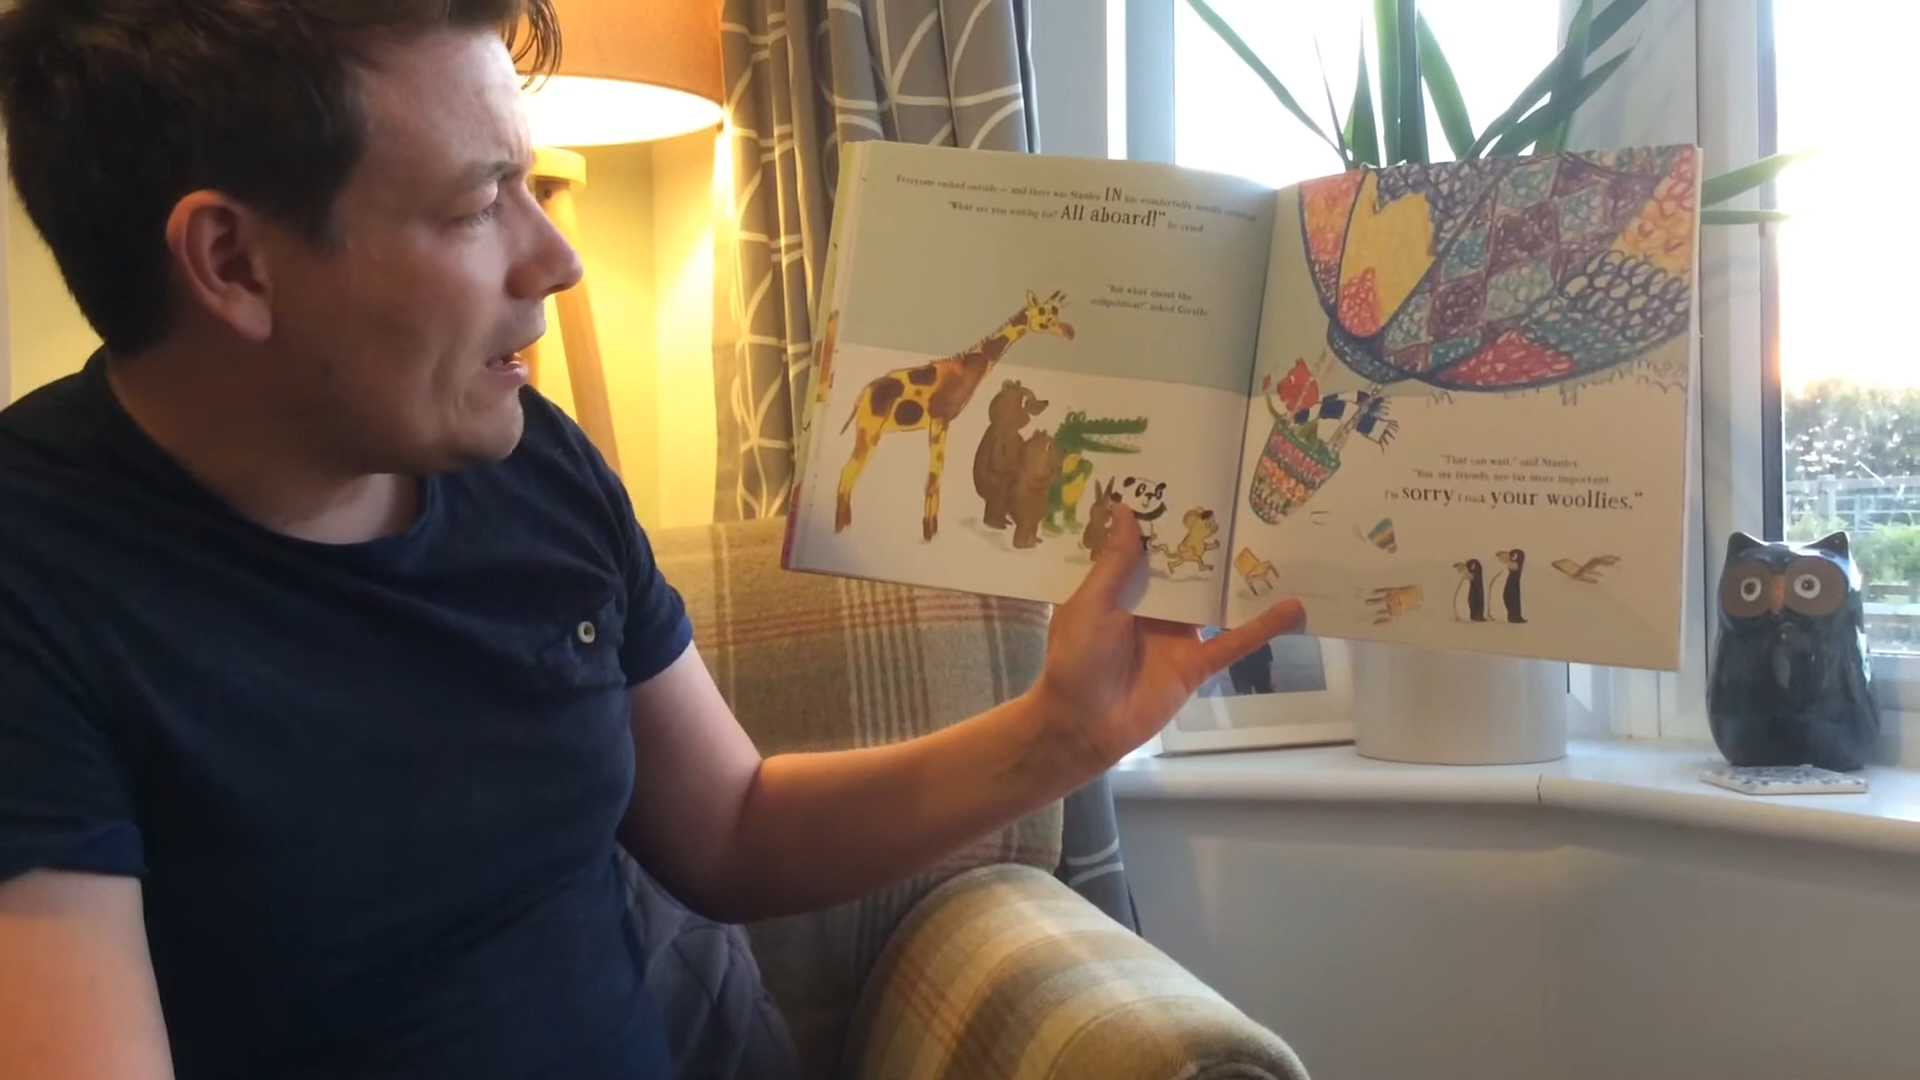 Everyone rushed outside – and there was Stanley IN his wonderfully woolly
"What are you waiting for? All aboard!" he cried.
"But what about the
competition?" asked Giraffe.
"That can wait," said Stanley.
"You, my friends, are far more important.
I'm sorry I took your woollies."